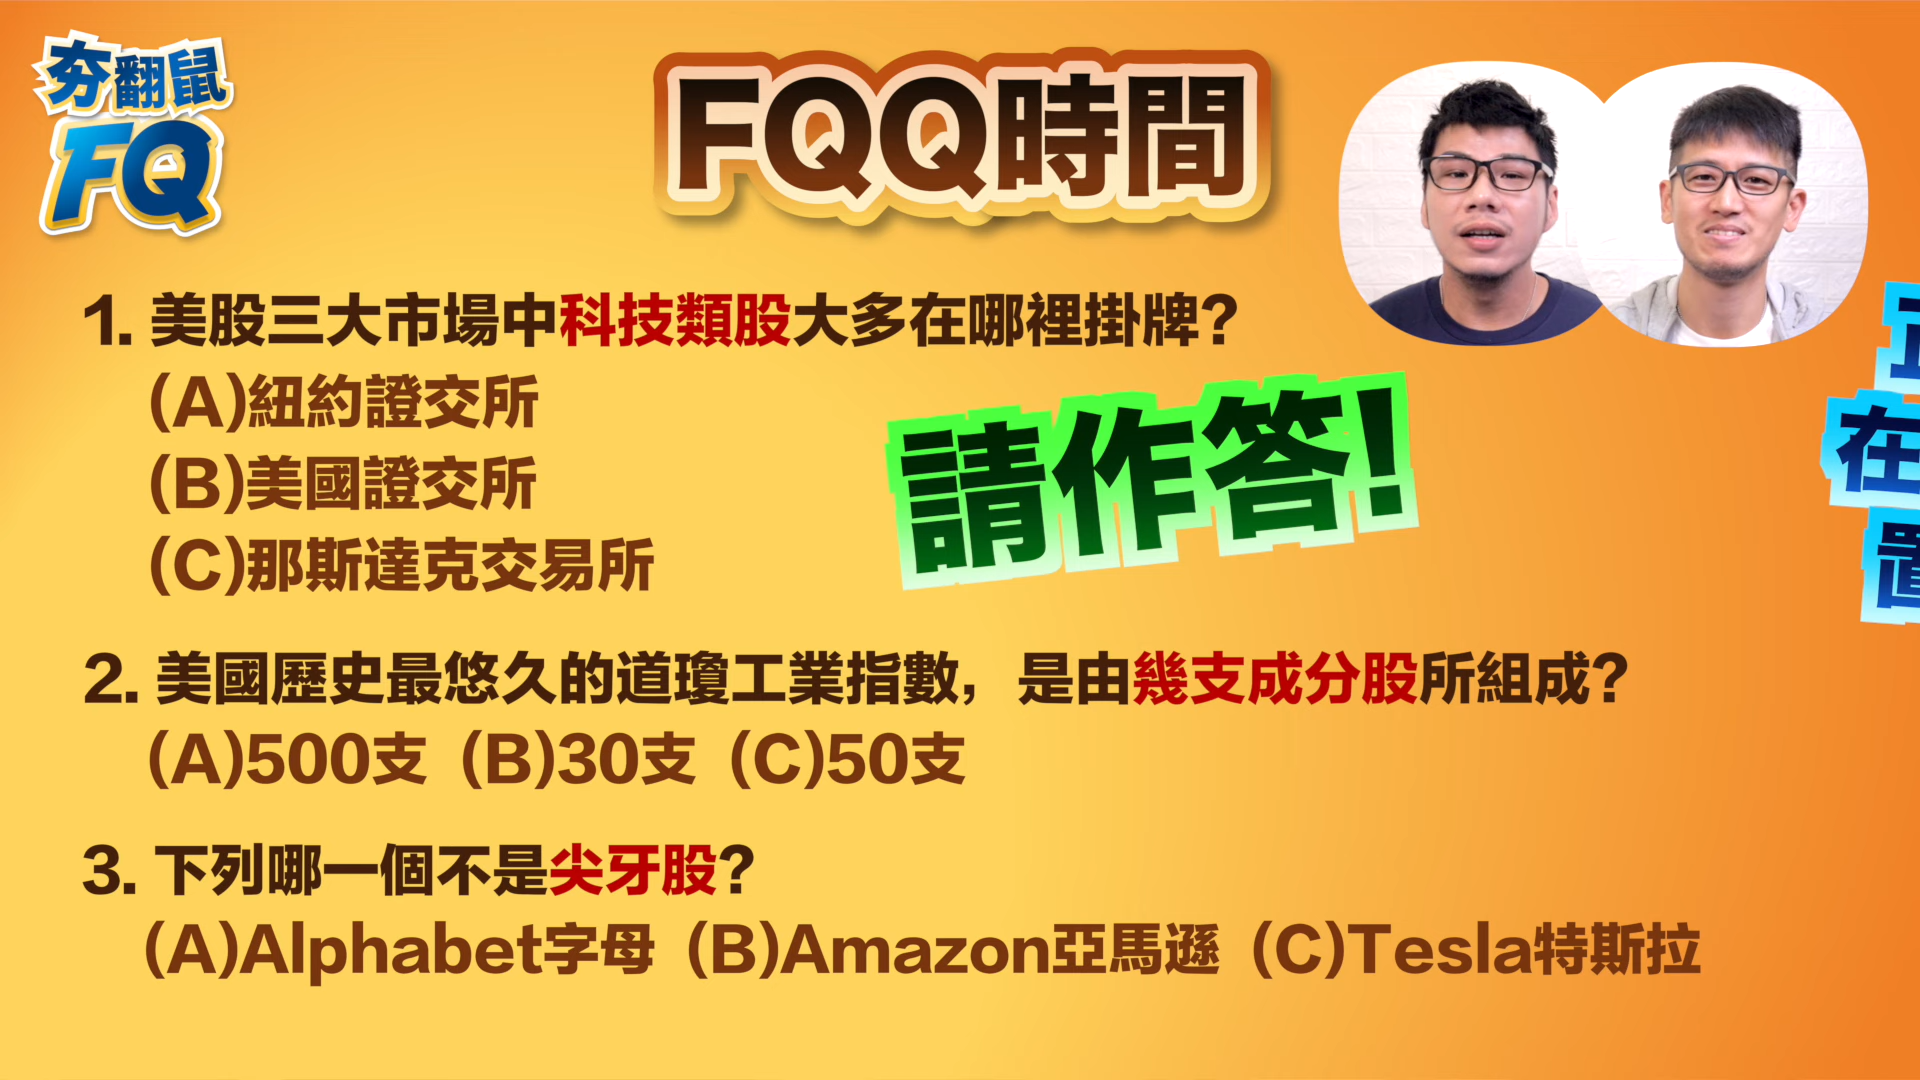 夯翻鼠
FQ
FQQ時間
1. 美股三大市場中科技類股大多在哪裡掛牌?
(A)紐約證交所
(B)美國證交所
(C)那斯達克交易所
請作答!
在
置
2. 美國歷史最悠久的道瓊工業指數，是由幾支成分股所組成?
(A)500支 (B)30支 (C)50支
3. 下列哪一個不是尖牙股?
(A)Alphabet字母 (B)Amazon亞馬遜 (C)Tesla特斯拉